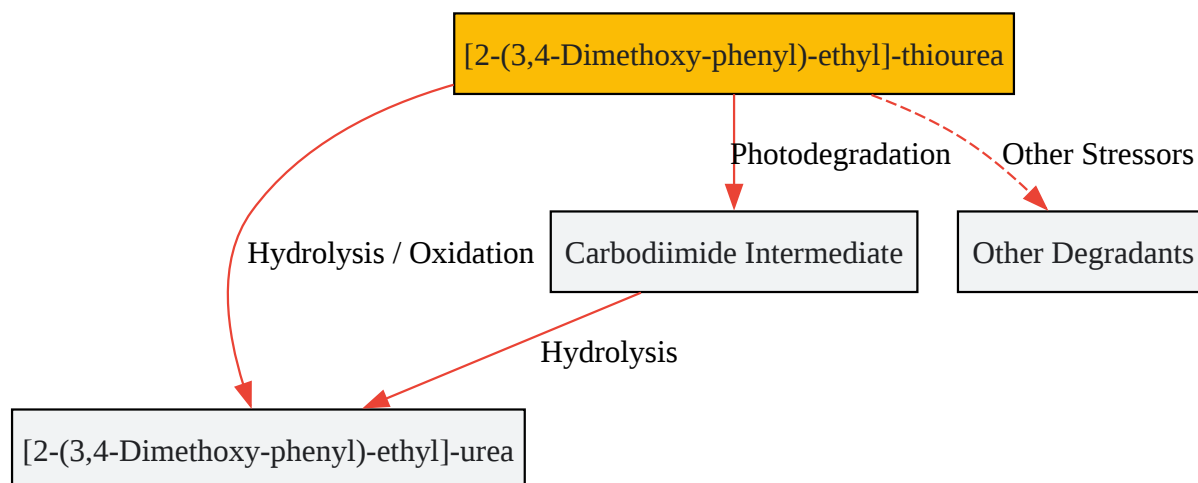 [2-(3,4-Dimethoxy-phenyl)-ethyl]-thiourea
Photodegradation
Other Stressors
Hydrolysis / Oxidation
Carbodiimide Intermediate
Other Degradants
Hydrolysis
[2-(3,4-Dimethoxy-phenyl)-ethyl]-urea